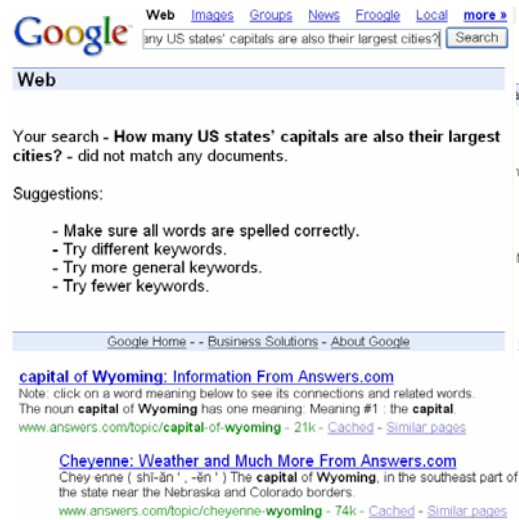 Google
Web Images Groups News Froogle Local more »
any US states' capitals are also their largest cities? Search
Web
Your search - How many US states' capitals are also their largest
cities? - did not match any documents.
Suggestions:
- Make sure all words are spelled correctly.
- Try different keywords.
- Try more general keywords.
- Try fewer keywords.
Google Home - - Business Solutions - About Google
capital of Wyoming: Information From Answers.com
Note: click on a word meaning below to see its connections and related words.
The noun capital of Wyoming has one meaning: Meaning #1 : the capital.
www.answers.com/topic/capital-of-wyoming - 21k - Cached - Similar pages
Cheyenne: Weather and Much More From Answers.com
Chey·enne ( shī-ăn ' , -ĕn ' ) The capital of Wyoming, in the southeast part of
the state near the Nebraska and Colorado borders.
www.answers.com/topic/cheyenne-wyoming - 74k - Cached - Similar pages